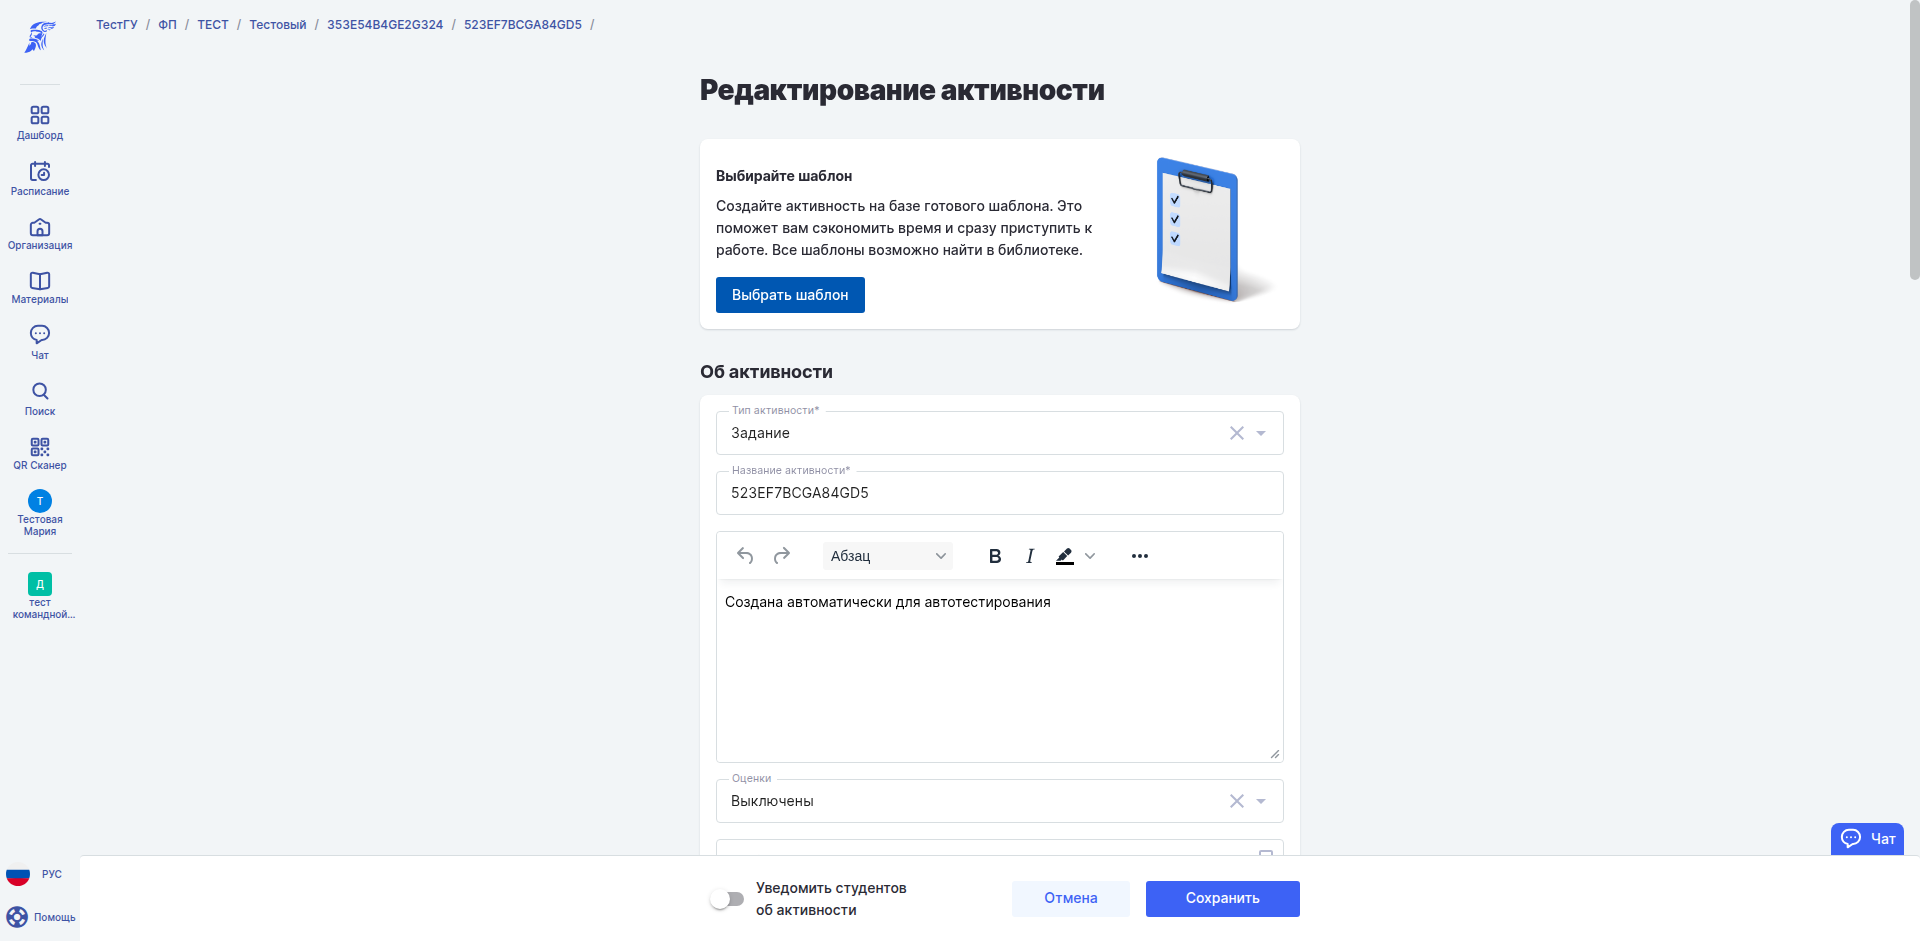 ТестГУ / ФП / ТЕСТ / Тестовый / 353E54B4GE2G324 / 523EF7BCGA84GD5 /
Дашборд
Расписание
Организация
Материалы
Чат
Поиск
QR Сканер
Т
Тестовая
Мария
Д
тест
командной...
РУС
Помощь
Редактирование активности
Выбирайте шаблон
Создайте активность на базе готового шаблона. Это
поможет вам сэкономить время и сразу приступить к
работе. Все шаблоны возможно найти в библиотеке.
Выбрать шаблон
Об активности
Тип активности*
Задание
Название активности*
523EF7BCGA84GD5
Абзац
B I
Создана автоматически для автотестирования
Оценки
Выключены
Чат
Уведомить студентов
об активности
Отмена
Сохранить